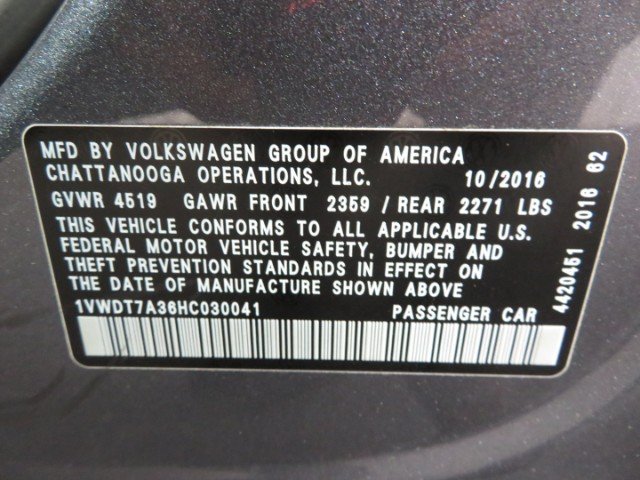 MFD BY VOLKSWAGEN GROUP OF AMERICA
CHATTANOOGA OPERATIONS, LLC. 10/2016
GVWR 4519 GAWR FRONT 2359 / REAR 2271 LBS
THIS VEHICLE CONFORMS TO ALL APPLICABLE U.S.
FEDERAL MOTOR VEHICLE SAFETY, BUMPER AND
THEFT PREVENTION STANDARDS IN EFFECT ON
THE DATE OF MANUFACTURE SHOWN ABOVE
1VWDT7A36HC030041 PASSENGER CAR
4420451 2016 62